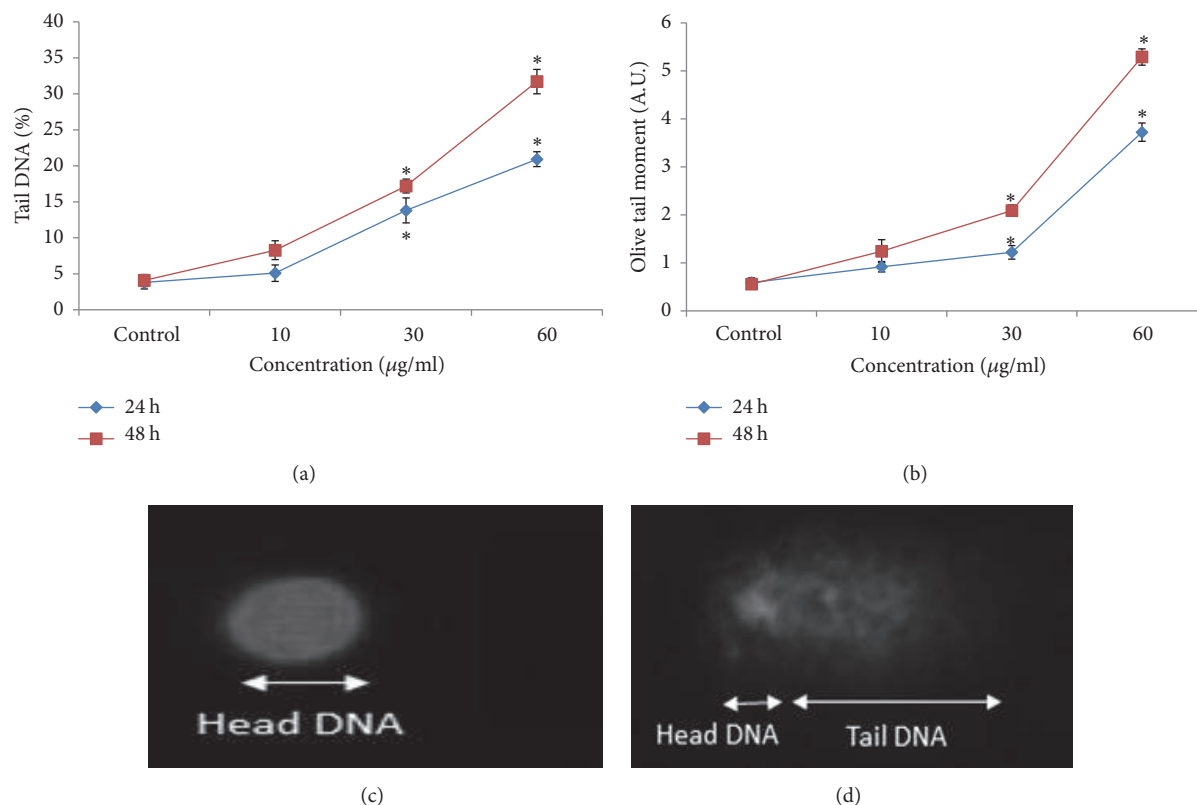 40
35
30
25
20
15
10
5
0
Tail DNA (%)
*
*
*
*
Control 10 30 60
Concentration (μg/ml)
24 h
48 h
(a)
6
5
4
3
2
1
0
Olive tail moment (A.U.)
*
*
*
*
Control 10 30 60
Concentration (μg/ml)
24 h
48 h
(b)
Head DNA
(c)
Head DNA Tail DNA
(d)